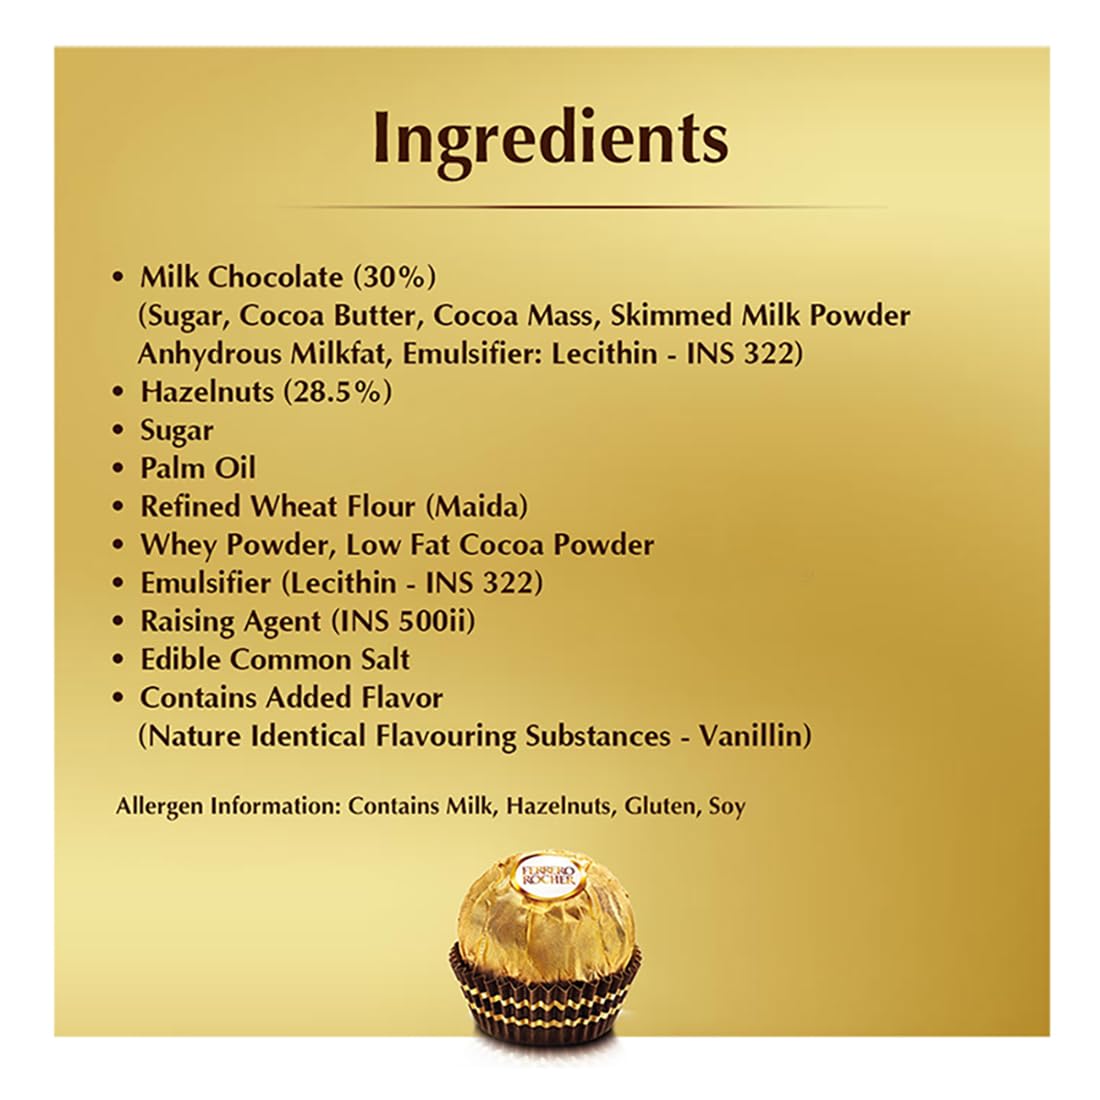 Ingredients
• Milk Chocolate (30%)
(Sugar, Cocoa Butter, Cocoa Mass, Skimmed Milk Powder
Anhydrous Milkfat, Emulsifier: Lecithin - INS 322)
• Hazelnuts (28.5%)
• Sugar
• Palm Oil
• Refined Wheat Flour (Maida)
• Whey Powder, Low Fat Cocoa Powder
• Emulsifier (Lecithin - INS 322)
• Raising Agent (INS 500ii)
• Edible Common Salt
• Contains Added Flavor
(Nature Identical Flavouring Substances - Vanillin)
Allergen Information: Contains Milk, Hazelnuts, Gluten, Soy
FERRERO
ROCHER